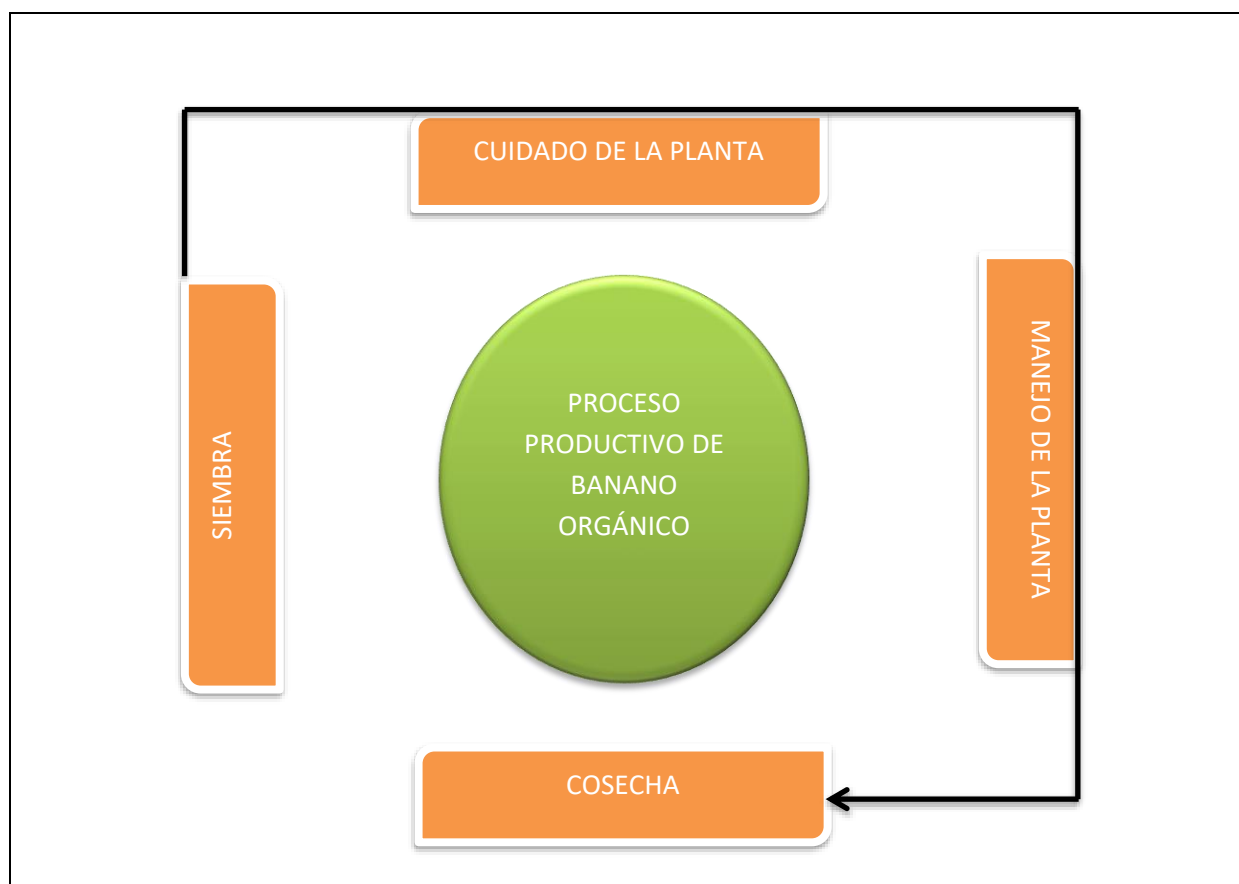 CUIDADO DE LA PLANTA
SIEMBRA
PROCESO
PRODUCTIVO DE
BANANO
ORGÁNICO
MANEJO DE LA PLANTA
COSECHA